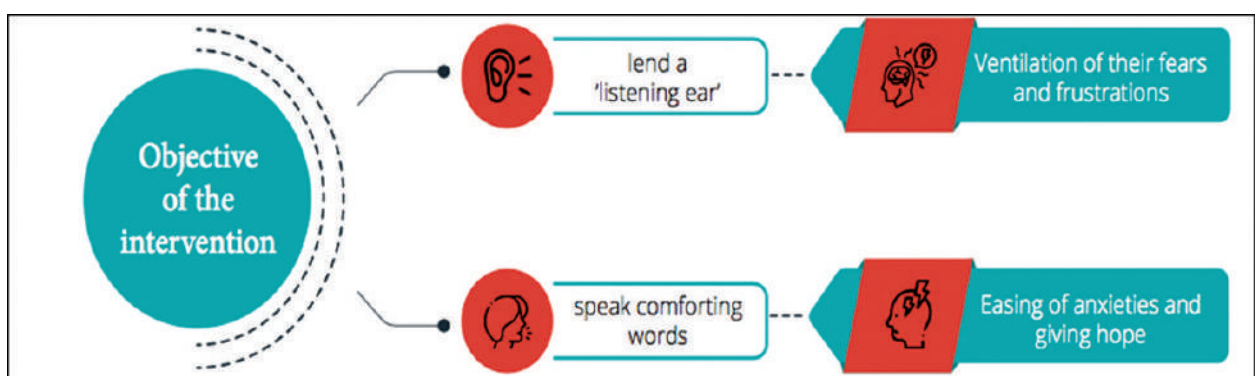 Objective
of the
intervention
lend a
'listening ear'
Ventilation of their fears
and frustrations
speak comforting
words
Easing of anxieties and
giving hope